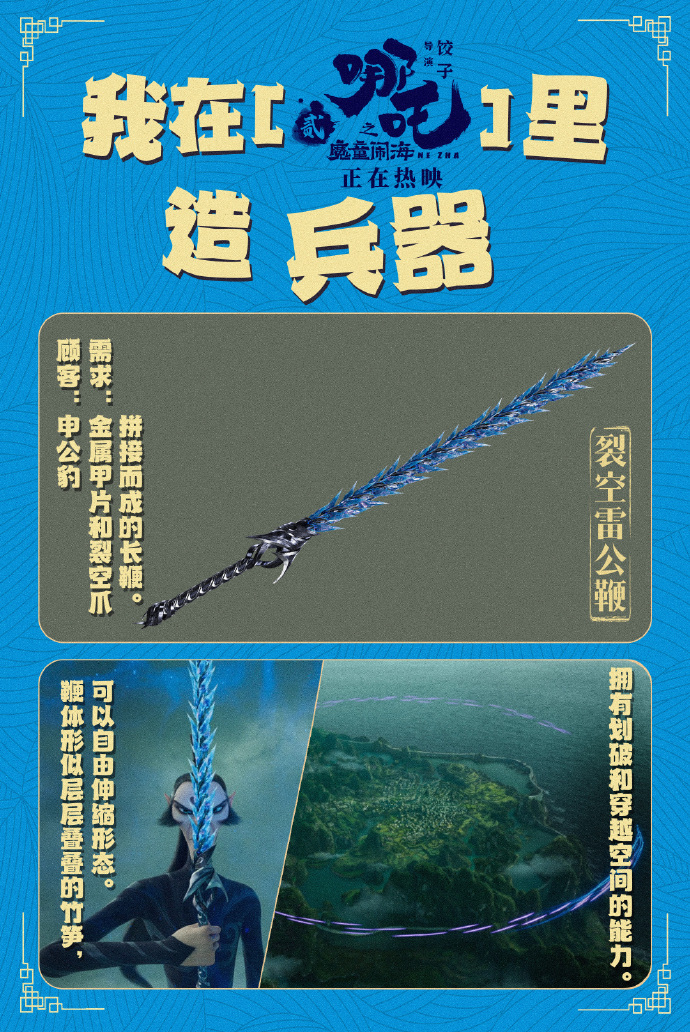 我在[
导演
饺子
哪吒
贰
之
魔童闹海
NE ZHA
正在热映
]里
造兵器
顾客：申公豹
需求：金属甲片和裂空爪
拼接而成的长鞭。
裂空雷公鞭
鞭体形似层层叠叠的竹笋，
可以自由伸缩形态。
拥有划破和穿越空间的能力。